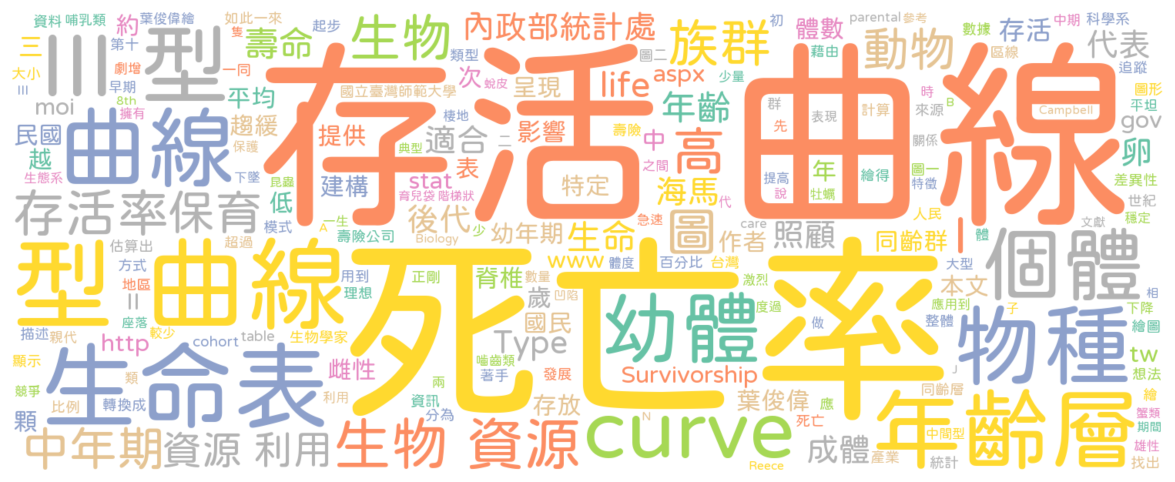 存活 曲線
死亡率
型 曲線
生命表
幼體
curve
物種
年齡層
個體
III 型
曲線
存活率保育
生物 資源
資源 利用
中年期
族群
生物
動物
圖
高
I
內政部統計處
壽命
年齡
life
aspx
海馬
後代
照顧
成體
Type
Survivorship
葉俊偉
存放
生命
脊椎
www
stat
適合
建構
提供
影響
特定
幼年期
作者
同齡群
本文
代表
存活
體數
卵
gov
tw
http
moi
民國
越
平均
趨緩
呈現
次
約
三
低
表
中
年
歲
國民
雌性
顆
II
資料
哺乳類
葉俊偉繪
如此一來
起步
類型
圖二
parental
參考
數據
中期
科學系
區線
追蹤
圖形
平坦
藉由
少量
大小
III
劇增
第十
早期
8th
一同
隻
擁有
保護
國立臺灣師範大學
蛻皮
棲地
二
典型
壽險
群
先
表現
計算
時
來源
B
Campbell
關係
圖一
特徵
差異性
世紀
穩定
生態系
下墜
昆蟲
育兒袋
階梯狀
之間
代
提高
說
牡蠣
繪得
人民
體
文獻
模式
A
一生
壽險公司
Biology
少
急速
care
估算出
超過
方式
地區
座落
用到
理想
正剛
數量
體度
凹陷
百分比
台灣
激烈
度過
做
應用到
大型
整體
子
相
下降
繪圖
描述
親代
較少
生物學家
cohort
table
顯示
競爭
類
比例
轉換成
利用
嚙齒類
著手
兩
資訊
分為
發展
N
應
死亡
Reece
產業
統計
中間型
同齡層
J
想法
繪
蟹類
期間
雄性
找出